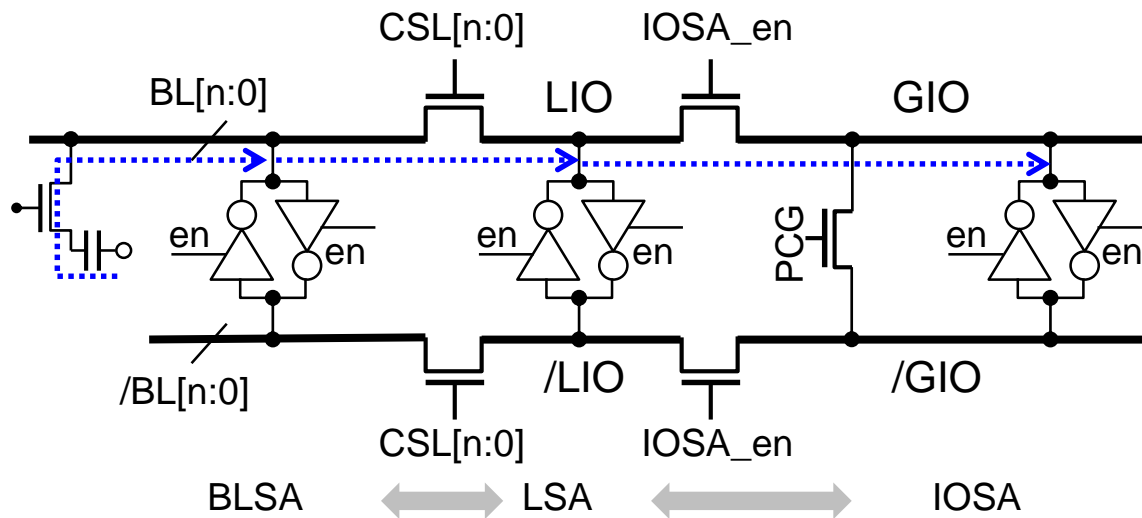 CSL[n:0] IOSA_en
BL[n:0] LIO GIO
en en en en PCG en en
/BL[n:0] /LIO /GIO
CSL[n:0] IOSA_en
BLSA LSA IOSA